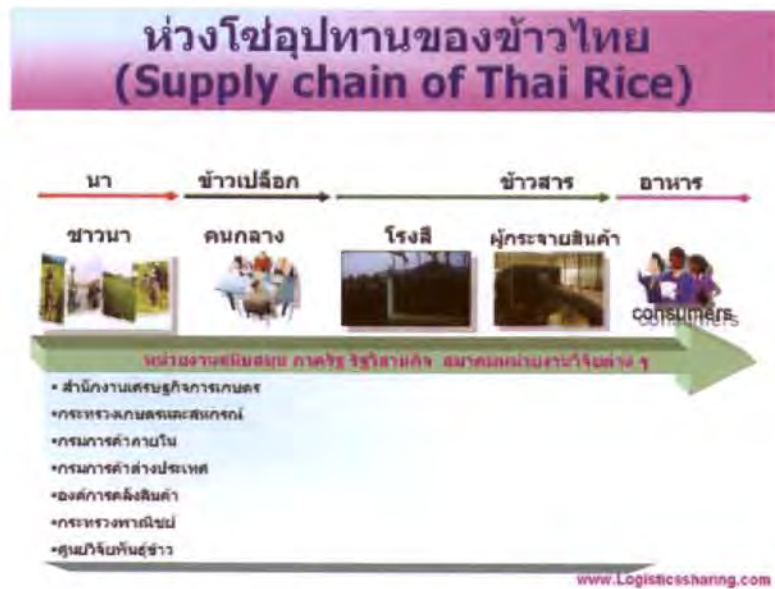 ห่วงโซ่อุปทานของข้าวไทย
(Supply chain of Thai Rice)
นา ข้าวเปลือก ข้าวสาร อาหาร
ชาวนา คนกลาง โรงสี ผู้กระจายสินค้า
consumers
หน่วยงานสนับสนุน ภาครัฐ รัฐวิสาหกิจ สมาคมหน่วยงานวิจัยต่าง ๆ
• สำนักงานเศรษฐกิจการเกษตร
•กระทรวงเกษตรและสหกรณ์
•กรมการค้าภายใน
•กรมการค้าต่างประเทศ
•องค์การคลังสินค้า
•กระทรวงพาณิชย์
•ศูนย์วิจัยพันธุ์ข้าว
www.Logisticssharing.com